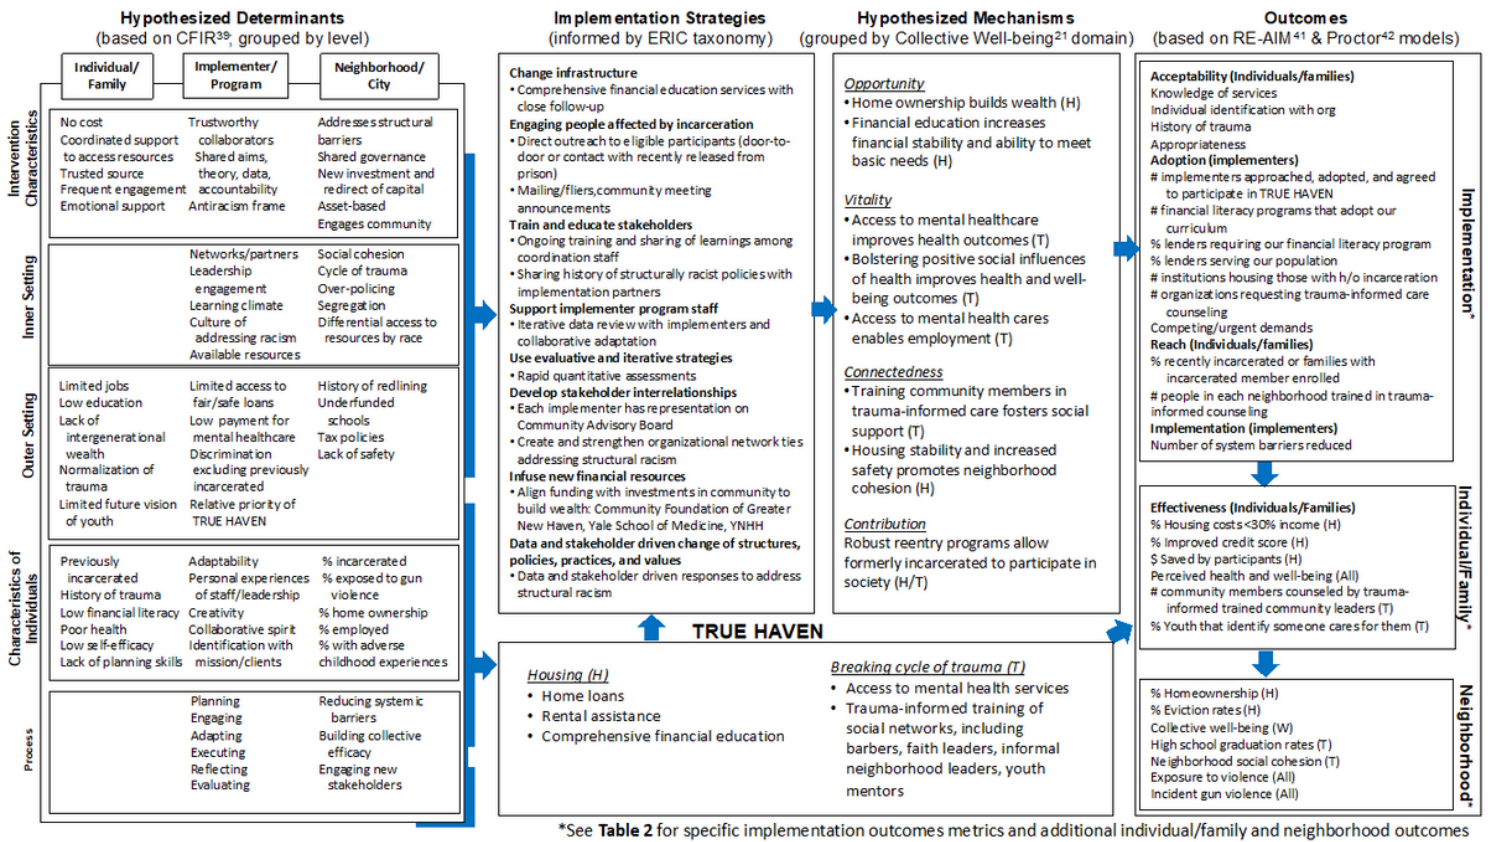 Hypothesized Determinants
(based on CFIR³⁹; grouped by level)
Individual/
Family
Implementer/
Program
Neighborhood/
City
Intervention
Characteristics
No cost
Coordinated support
to access resources
Trusted source
Frequent engagement
Emotional support
Trustworthy
collaborators
Shared aims,
theory, data,
accountability
Antiracism frame
Addresses structural
barriers
Shared governance
New investment and
redirect of capital
Asset-based
Engages community
Inner Setting
Networks/partners
Leadership
engagement
Learning climate
Culture of
addressing racism
Available resources
Social cohesion
Cycle of trauma
Over-policing
Segregation
Differential access to
resources by race
Outer Setting
Limited jobs
Low education
Lack of
intergenerational
wealth
Normalization of
trauma
Limited future vision
of youth
Limited access to
fair/safe loans
Low payment for
mental healthcare
Discrimination
excluding previously
incarcerated
Relative priority of
TRUE HAVEN
History of redlining
Underfunded
schools
Tax policies
Lack of safety
Characteristics of
Individuals
Previously
incarcerated
History of trauma
Low financial literacy
Poor health
Low self-efficacy
Lack of planning skills
Adaptability
Personal experiences
of staff/leadership
Creativity
Collaborative spirit
Identification with
mission/clients
% incarcerated
% exposed to gun
violence
% home ownership
% employed
% with adverse
childhood experiences
Process
Planning
Engaging
Adapting
Executing
Reflecting
Evaluating
Reducing systemic
barriers
Building collective
efficacy
Engaging new
stakeholders
Implementation Strategies
(informed by ERIC taxonomy)
Change infrastructure
• Comprehensive financial education services with
close follow-up
Engaging people affected by incarceration
• Direct outreach to eligible participants (door-to-
door or contact with recently released from
prison)
• Mailing/fliers,community meeting
announcements
Train and educate stakeholders
• Ongoing training and sharing of learnings among
coordination staff
• Sharing history of structurally racist policies with
implementation partners
Support implementer program staff
• Iterative data review with implementers and
collaborative adaptation
Use evaluative and iterative strategies
• Rapid quantitative assessments
Develop stakeholder interrelationships
• Each implementer has representation on
Community Advisory Board
• Create and strengthen organizational network ties
addressing structural racism
Infuse new financial resources
• Align funding with investments in community to
build wealth: Community Foundation of Greater
New Haven, Yale School of Medicine, YNHH
Data and stakeholder driven change of structures,
policies, practices, and values
• Data and stakeholder driven responses to address
structural racism
Hypothesized Mechanisms
(grouped by Collective Well-being²¹ domain)
Opportunity
• Home ownership builds wealth (H)
• Financial education increases
financial stability and ability to meet
basic needs (H)
Vitality
• Access to mental healthcare
improves health outcomes (T)
• Bolstering positive social influences
of health improves health and well-
being outcomes (T)
• Access to mental health cares
enables employment (T)
Connectedness
• Training community members in
trauma-informed care fosters social
support (T)
• Housing stability and increased
safety promotes neighborhood
cohesion (H)
Contribution
Robust reentry programs allow
formerly incarcerated to participate in
society (H/T)
TRUE HAVEN
Housing (H)
• Home loans
• Rental assistance
• Comprehensive financial education
Breaking cycle of trauma (T)
• Access to mental health services
• Trauma-informed training of
social networks, including
barbers, faith leaders, informal
neighborhood leaders, youth
mentors
Outcomes
(based on RE-AIM⁴¹ & Proctor⁴² models)
Acceptability (Individuals/families)
Knowledge of services
Individual identification with org
History of trauma
Appropriateness
Adoption (implementers)
# implementers approached, adopted, and agreed
to participate in TRUE HAVEN
# financial literacy programs that adopt our
curriculum
% lenders requiring our financial literacy program
% lenders serving our population
# institutions housing those with h/o incarceration
# organizations requesting trauma-informed care
counseling
Competing/urgent demands
Reach (Individuals/families)
% recently incarcerated or families with
incarcerated member enrolled
# people in each neighborhood trained in trauma-
informed counseling
Implementation (implementers)
Number of system barriers reduced
Implementation*
Effectiveness (Individuals/Families)
% Housing costs<30% income (H)
% Improved credit score (H)
$ Saved by participants (H)
Perceived health and well-being (All)
# community members counseled by trauma-
informed trained community leaders (T)
% Youth that identify someone cares for them (T)
Individual/Family*
% Homeownership (H)
% Eviction rates (H)
Collective well-being (W)
High school graduation rates (T)
Neighborhood social cohesion (T)
Exposure to violence (All)
Incident gun violence (All)
Neighborhood*
*See Table 2 for specific implementation outcomes metrics and additional individual/family and neighborhood outcomes